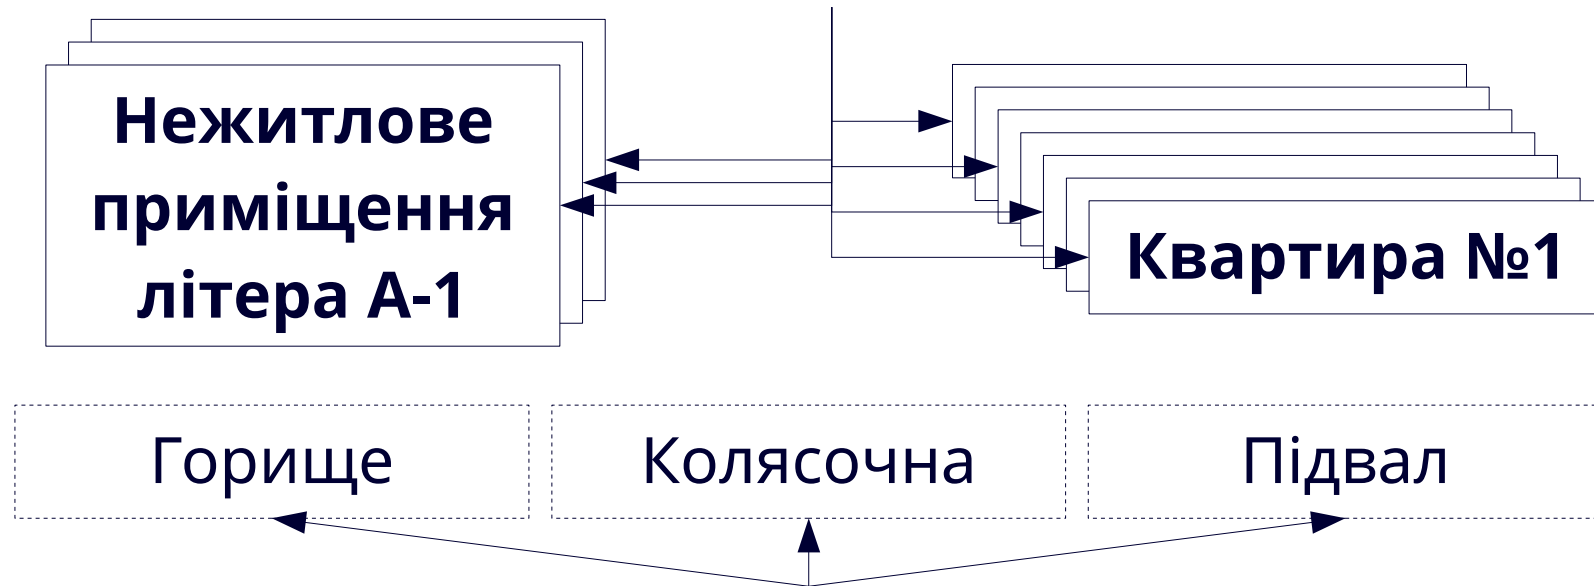 Нежитлове
приміщення
літера А-1
Квартира №1
Горище
Колясочна
Підвал